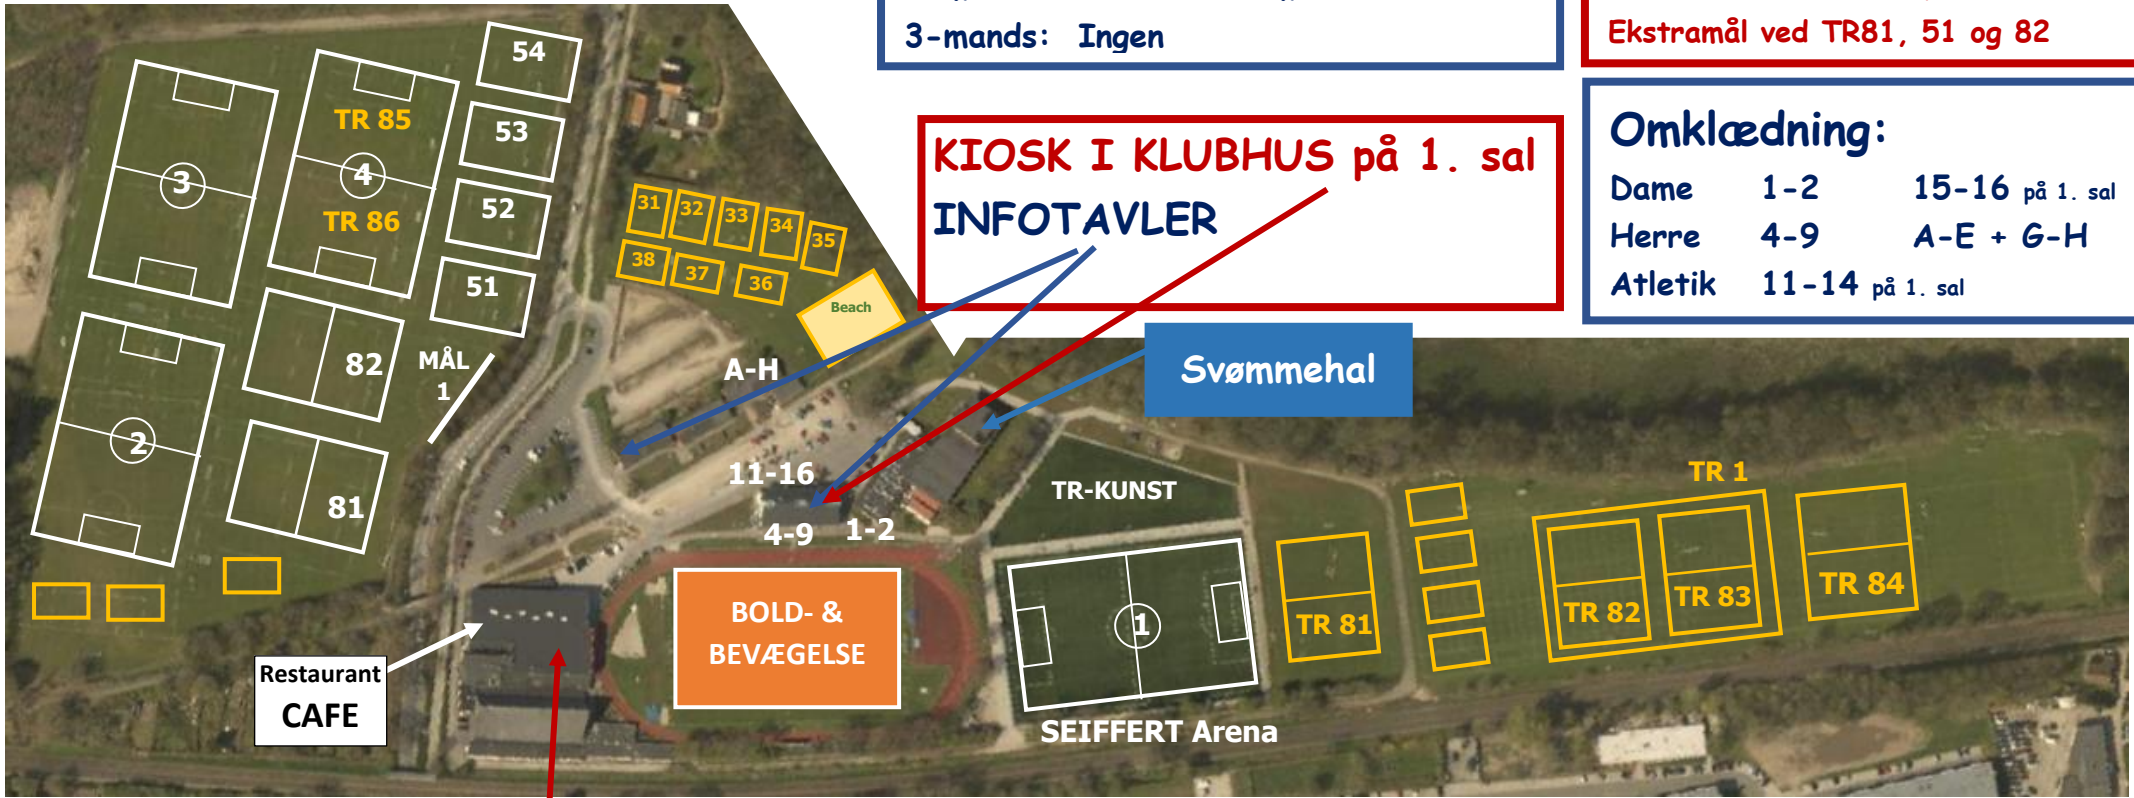 3-mands: Ingen
Ekstramål ved TR81, 51 og 82
KIOSK I KLUBHUS på 1. sal
INFOTAVLER
Omklædning:
Dame 1-2 15-16 på 1. sal
Herre 4-9 A-E + G-H
Atletik 11-14 på 1. sal
Svømmehal
54
53
52
51
TR 85
4
TR 86
3
2
82
81
MÅL
1
31 32 33 34 35
38 37 36
Beach
A-H
11-16
4-9 1-2
TR-KUNST
BOLD- &
BEVÆGELSE
1
SEIFFERT Arena
Restaurant
CAFE
TR 1
TR 81
TR 82
TR 83
TR 84